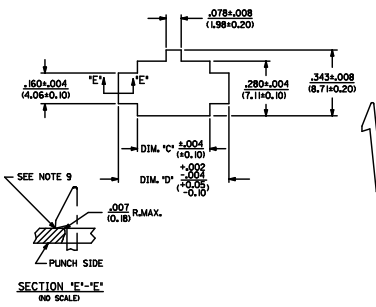 .078±.008
(1.98±0.20)
"E" "E"
.160±.004
(4.06±0.10)
.280±.004
(7.11±0.10)
.343±.008
(8.71±0.20)
DIM. "C" ±.004
(±0.10)
DIM. "D" +.002
-.004
(+0.05
-0.10)
SEE NOTE 9
.007
(0.18) R.MAX.
PUNCH SIDE
SECTION "E"-"E"
(NO SCALE)